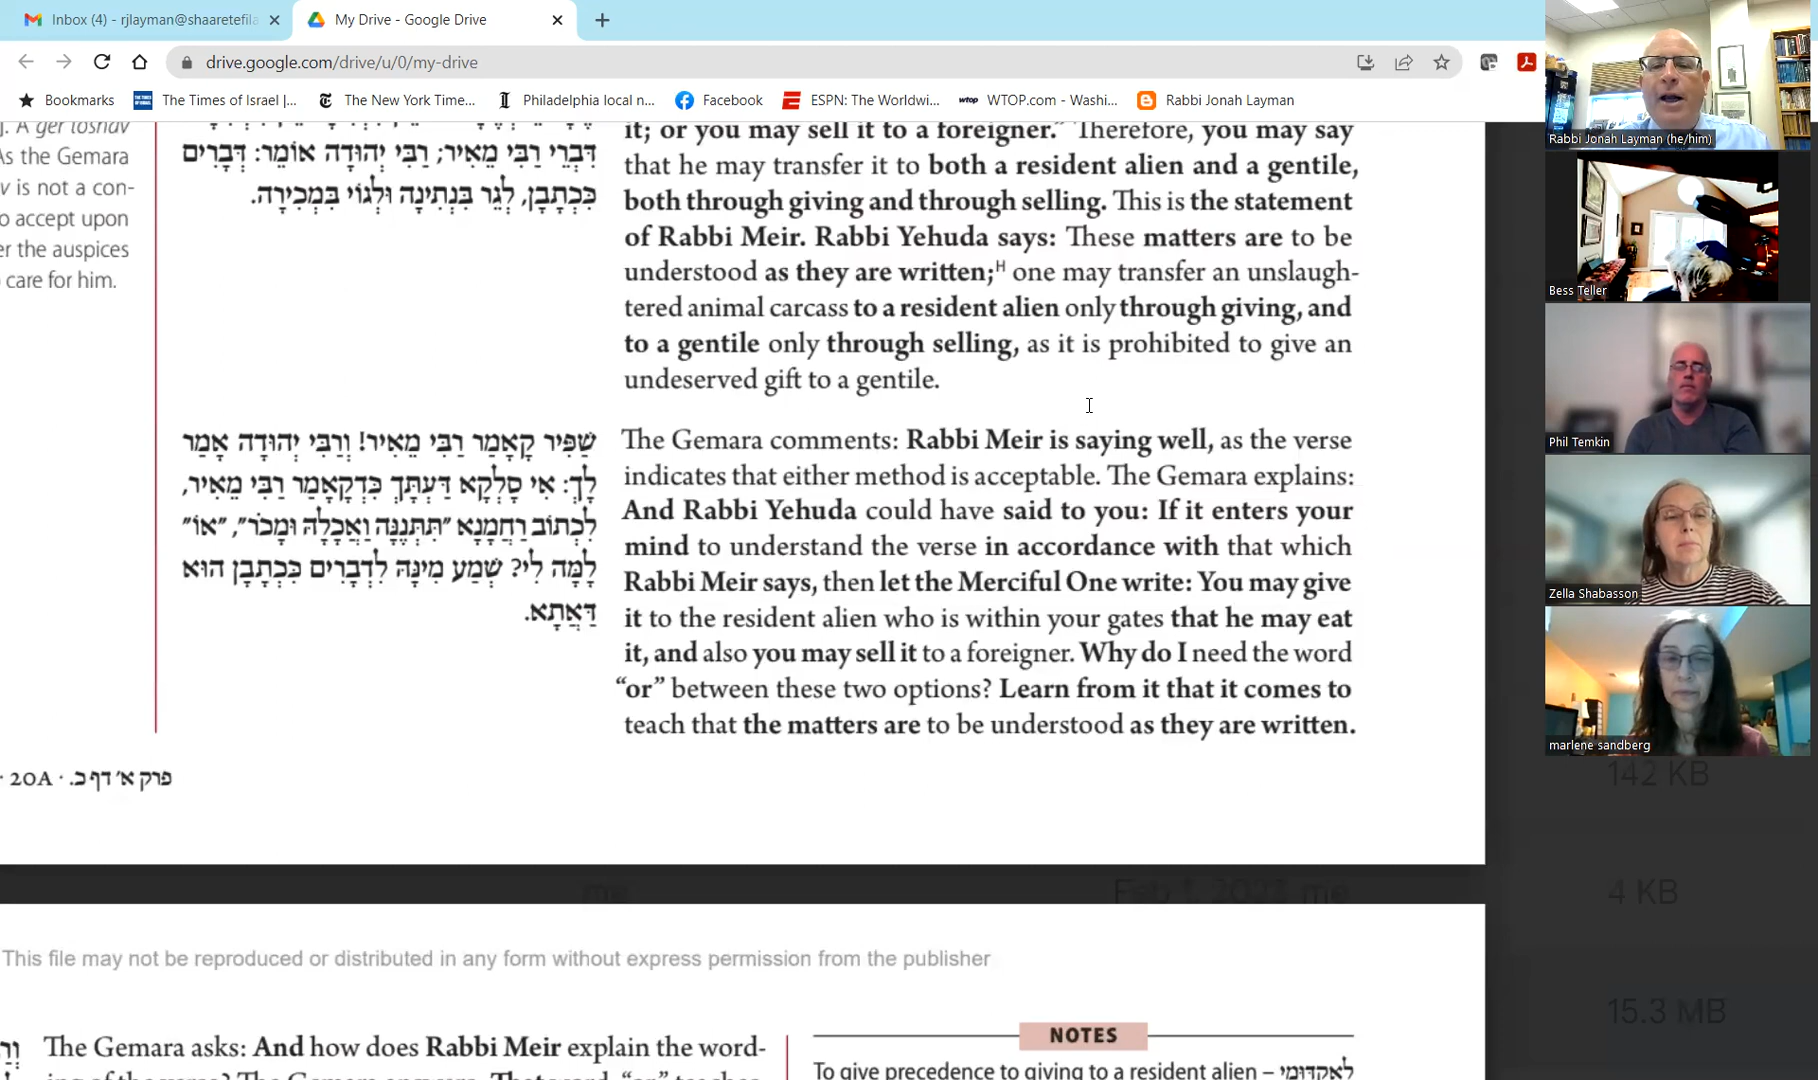 Inbox (4) - rjlayman@shaaretefila
My Drive - Google Drive
drive.google.com/drive/u/0/my-drive
Bookmarks
The Times of Israel |...
The New York Time...
Philadelphia local n...
Facebook
ESPN: The Worldwi...
WTOP.com - Washi...
Rabbi Jonah Layman
]. A ger toshav
As the Gemara
v is not a con-
o accept upon
er the auspices
care for him.
דִּבְרֵי רַבִּי מֵאִיר; רַבִּי יְהוּדָה אוֹמֵר: דְּבָרִים
כִּכְתָבָן, לְגֵר בִּנְתִינָה וּלְגוֹי בִּמְכִירָה.
it; or you may sell it to a foreigner." Therefore, you may say
that he may transfer it to both a resident alien and a gentile,
both through giving and through selling. This is the statement
of Rabbi Meir. Rabbi Yehuda says: These matters are to be
understood as they are written;H one may transfer an unslaugh-
tered animal carcass to a resident alien only through giving, and
to a gentile only through selling, as it is prohibited to give an
undeserved gift to a gentile.
שַׁפִּיר קָאָמַר רַבִּי מֵאִיר! וְרַבִּי יְהוּדָה אָמַר
לָךְ: אִי סָלְקָא דַּעְתָּךְ כִּדְקָאָמַר רַבִּי מֵאִיר,
לִכְתּוֹב רַחֲמָנָא "תִּתְּנֶנָּה וַאֲכָלָהּ וּמָכֹר", "אוֹ"
לָמָּה לִי? שְׁמַע מִינָּהּ לִדְבָרִים כִּכְתָבָן הוּא
דַּאֲתָא.
The Gemara comments: Rabbi Meir is saying well, as the verse
indicates that either method is acceptable. The Gemara explains:
And Rabbi Yehuda could have said to you: If it enters your
mind to understand the verse in accordance with that which
Rabbi Meir says, then let the Merciful One write: You may give
it to the resident alien who is within your gates that he may eat
it, and also you may sell it to a foreigner. Why do I need the word
"or" between these two options? Learn from it that it comes to
teach that the matters are to be understood as they are written.
· 20A · פרק א׳ דף כ.
me
Feb 1, 2022 me
142 KB
4 KB
15.3 MB
This file may not be reproduced or distributed in any form without express permission from the publisher
The Gemara asks: And how does Rabbi Meir explain the word-
NOTES
To give precedence to giving to a resident alien – לְאַקְדּוּמֵי
Rabbi Jonah Layman (he/him)
Bess Teller
Phil Temkin
Zella Shabasson
marlene sandberg